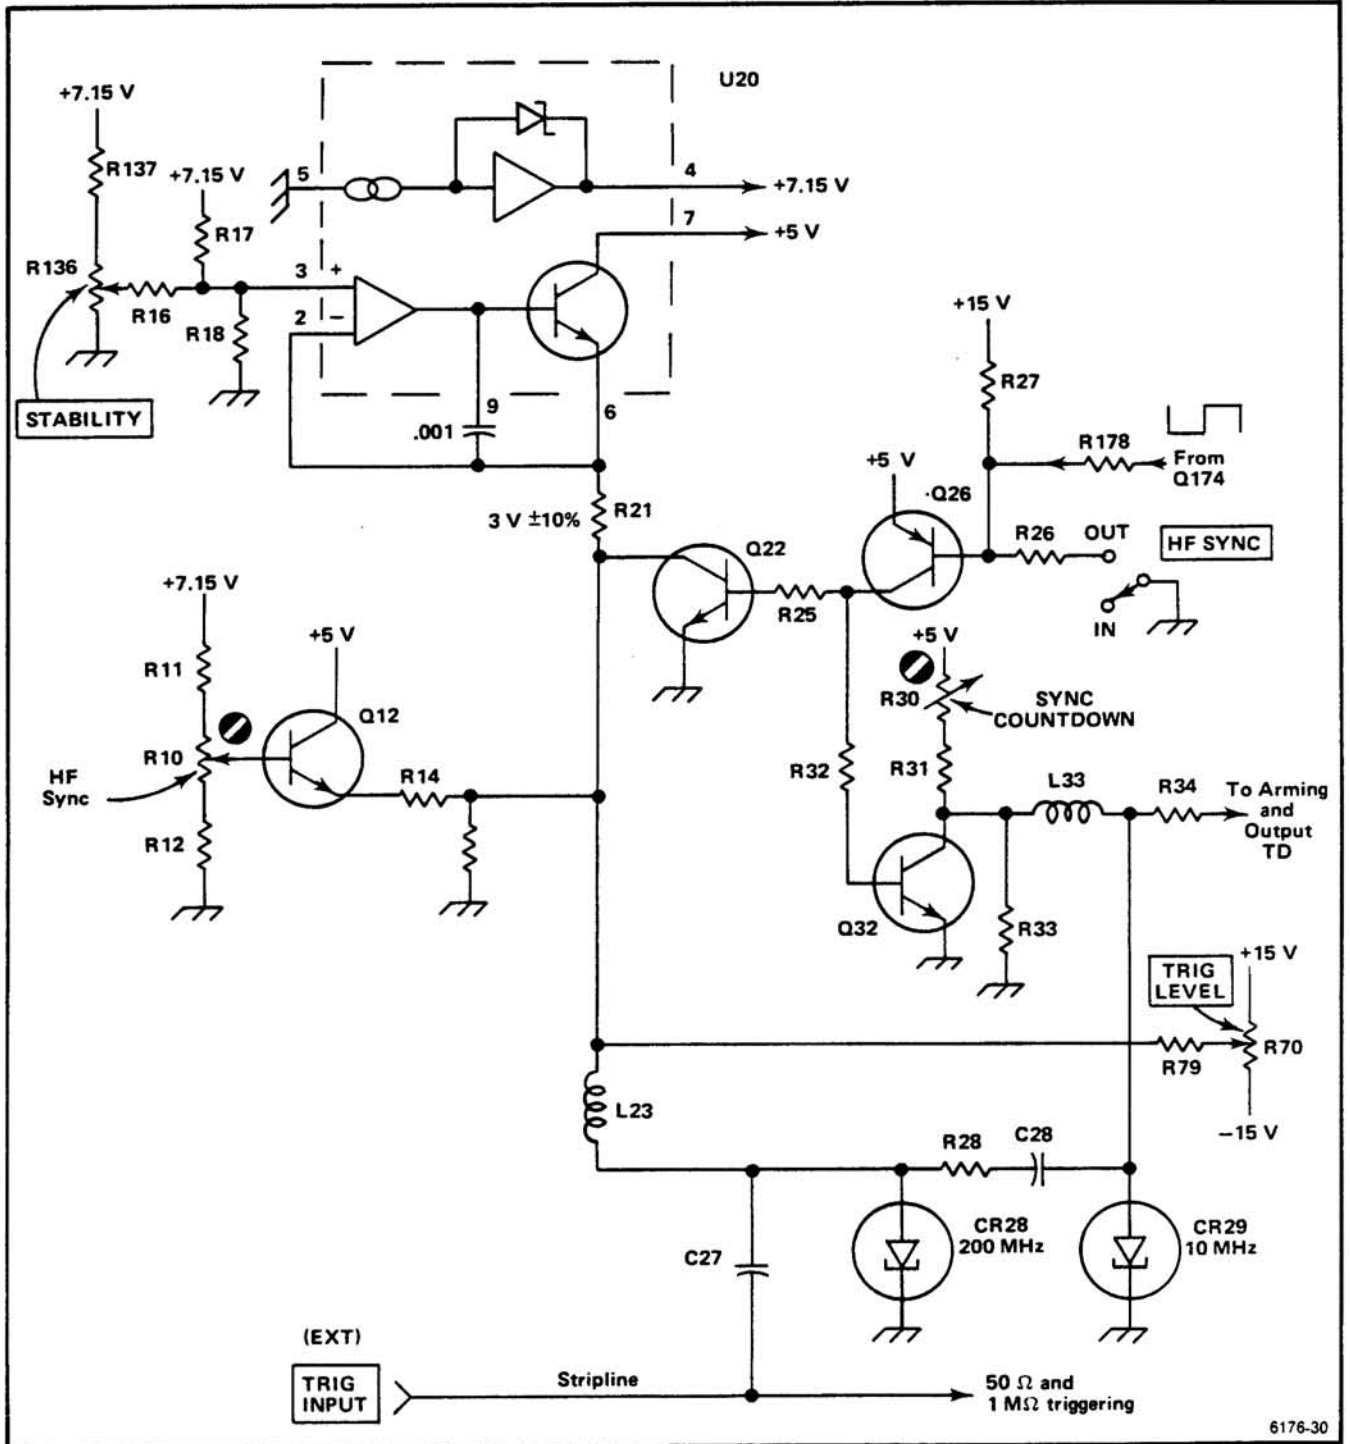 U20
+7.15 V
R137
+7.15 V
R17
5
4
+7.15 V
7
+5 V
R136
R16
3 +
2 −
R18
STABILITY
9
.001
6
+15 V
R27
R178
From
Q174
+5 V
Q26
R26
OUT
HF SYNC
IN
3 V ±10%
R21
Q22
R25
+7.15 V
+5 V
R11
Q12
R10
HF
Sync
R14
R12
+5 V
R30
SYNC
COUNTDOWN
R32
R31
L33
R34
To Arming
and
Output
TD
Q32
R33
+15 V
TRIG
LEVEL
R79
R70
−15 V
L23
R28
C28
CR28
200 MHz
CR29
10 MHz
C27
(EXT)
TRIG
INPUT
Stripline
50 Ω and
1 MΩ triggering
6176-30